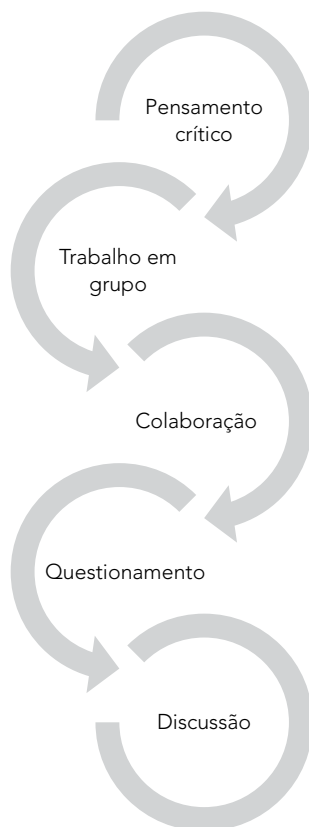 Pensamento
crítico
Trabalho em
grupo
Colaboração
Questionamento
Discussão